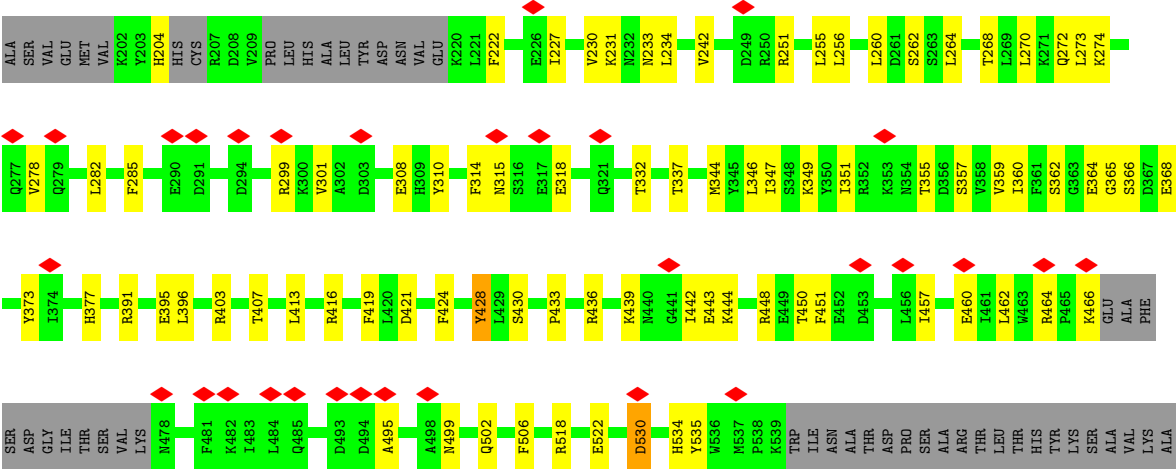 ALA SER VAL GLU MET VAL K202 Y203 H204 HIS CYS R207 D208 V209 PRO LEU HIS ALA LEU TYR ASP ASN VAL GLU K220 L221 F222 E226 I227 V230 K231 N232 N233 L234 V242 D249 R250 R251 L255 L256 L260 D261 S262 S263 L264 T268 L269 L270 K271 Q272 L273 K274
Q277 V278 Q279 L282 F285 E290 D291 D294 R299 K300 V301 A302 D303 E308 H309 Y310 F314 N315 S316 E317 E318 Q321 T332 T337 N344 Y345 L346 I347 S348 K349 Y350 I351 R352 K353 N354 T355 D356 S357 V358 V359 I360 F361 S362 G363 E364 G365 S366 D367 E368
Y373 I374 H377 R391 E395 L396 R403 T407 L413 R416 F419 L420 D421 F424 Y428 L429 S430 P433 R436 K439 N440 G441 I442 E443 K444 R448 E449 T450 F451 E452 D453 L456 I457 E460 I461 L462 W463 R464 P465 K466 GLU ALA PHE
SER ASP GLY ILE THR SER VAL LYS N478 F481 K482 I483 L484 Q485 D493 D494 A495 A498 N499 Q502 F506 R518 E522 D530 H534 Y535 W536 M537 P538 K539 TRP ILE ASN ALA THR ASP PRO SER ALA ARG THR LEU THR HIS TYR LYS SER ALA VAL LYS ALA